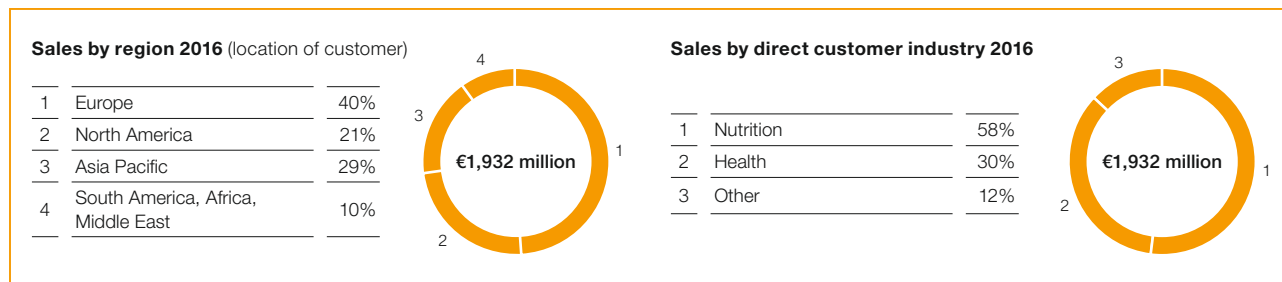 Sales by region 2016 (location of customer)
1 Europe 40%
2 North America 21%
3 Asia Pacific 29%
4 South America, Africa, Middle East 10%
4
3
1
2
€1,932 million
Sales by direct customer industry 2016
1 Nutrition 58%
2 Health 30%
3 Other 12%
3
1
2
€1,932 million